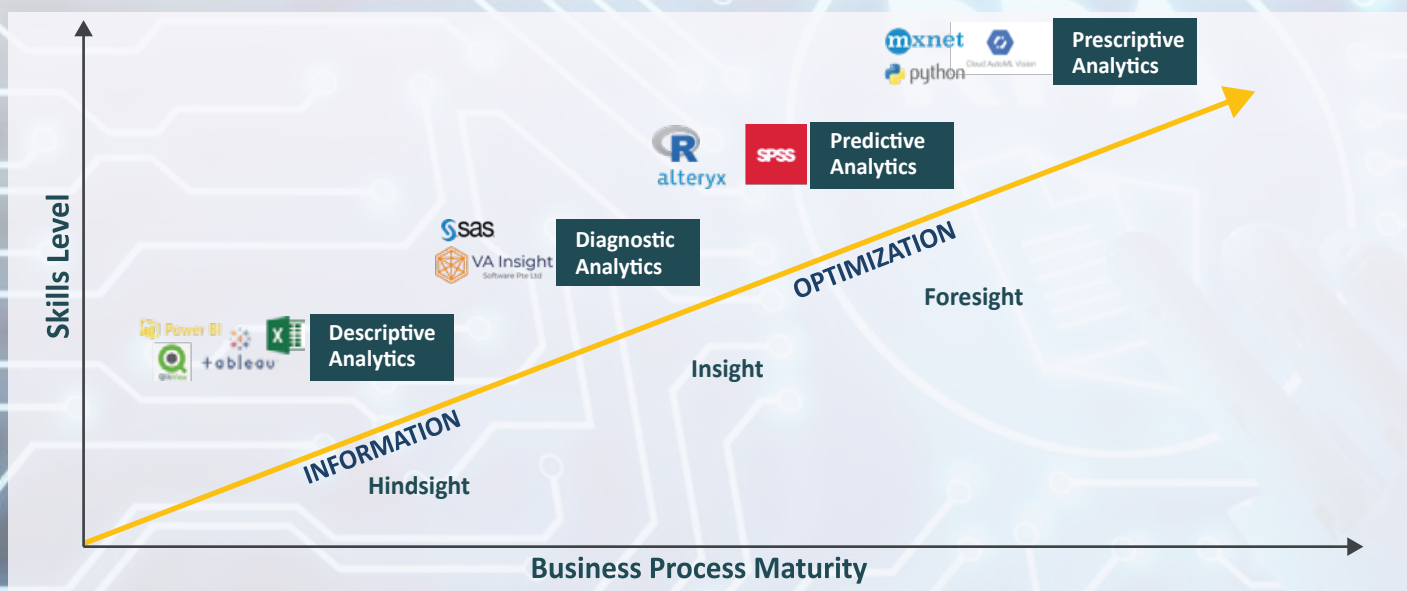 mxnet
python
Cloud AutoML Vision
Prescriptive
Analytics
R
alteryx
SPSS
Predictive
Analytics
sas
VA Insight
Software Pte Ltd
Diagnostic
Analytics
Power BI
+ableau
X
Descriptive
Analytics
OPTIMIZATION
Foresight
Insight
INFORMATION
Hindsight
Skills Level
Business Process Maturity